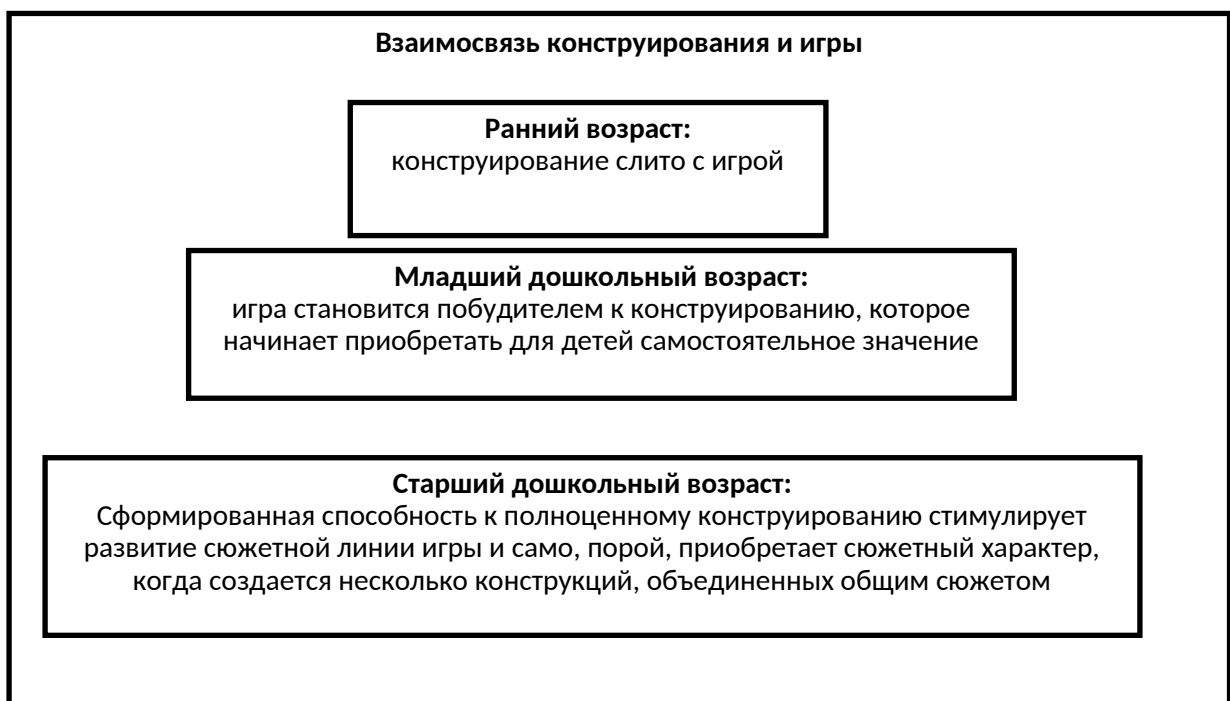 Взаимосвязь конструирования и игры
Ранний возраст:
конструирование слито с игрой
Младший дошкольный возраст:
игра становится побудителем к конструированию, которое
начинает приобретать для детей самостоятельное значение
Старший дошкольный возраст:
Сформированная способность к полноценному конструированию стимулирует
развитие сюжетной линии игры и само, порой, приобретает сюжетный характер,
когда создается несколько конструкций, объединенных общим сюжетом